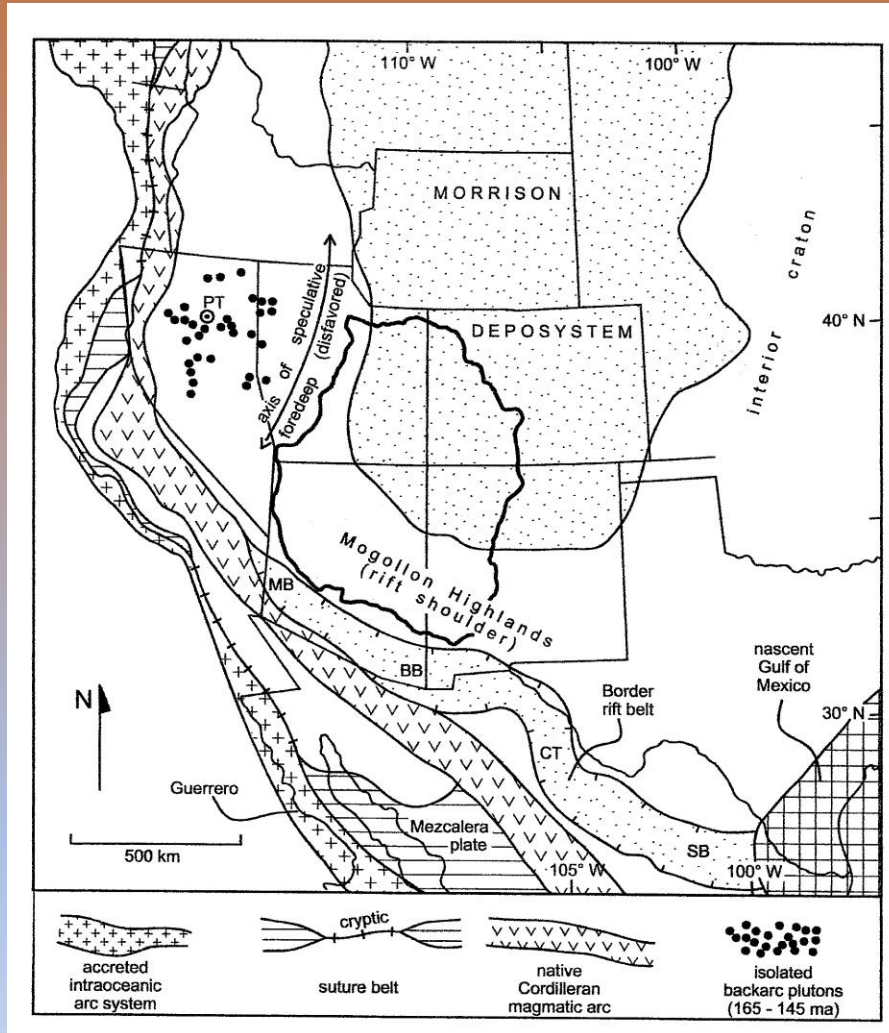 110° W
100° W
MORRISON
interior craton
PT
axis of speculative
foredeep (disfavored)
DEPOSYSTEM
40° N
Mogollon Highlands
(rift shoulder)
MB
BB
nascent
Gulf of
Mexico
Border
rift belt
30° N
N
CT
Guerrero
Mezcalera
plate
500 km
SB
105° W
100° W
cryptic
accreted
intraoceanic
arc system
suture belt
native
Cordilleran
magmatic arc
isolated
backarc plutons
(165 - 145 ma)